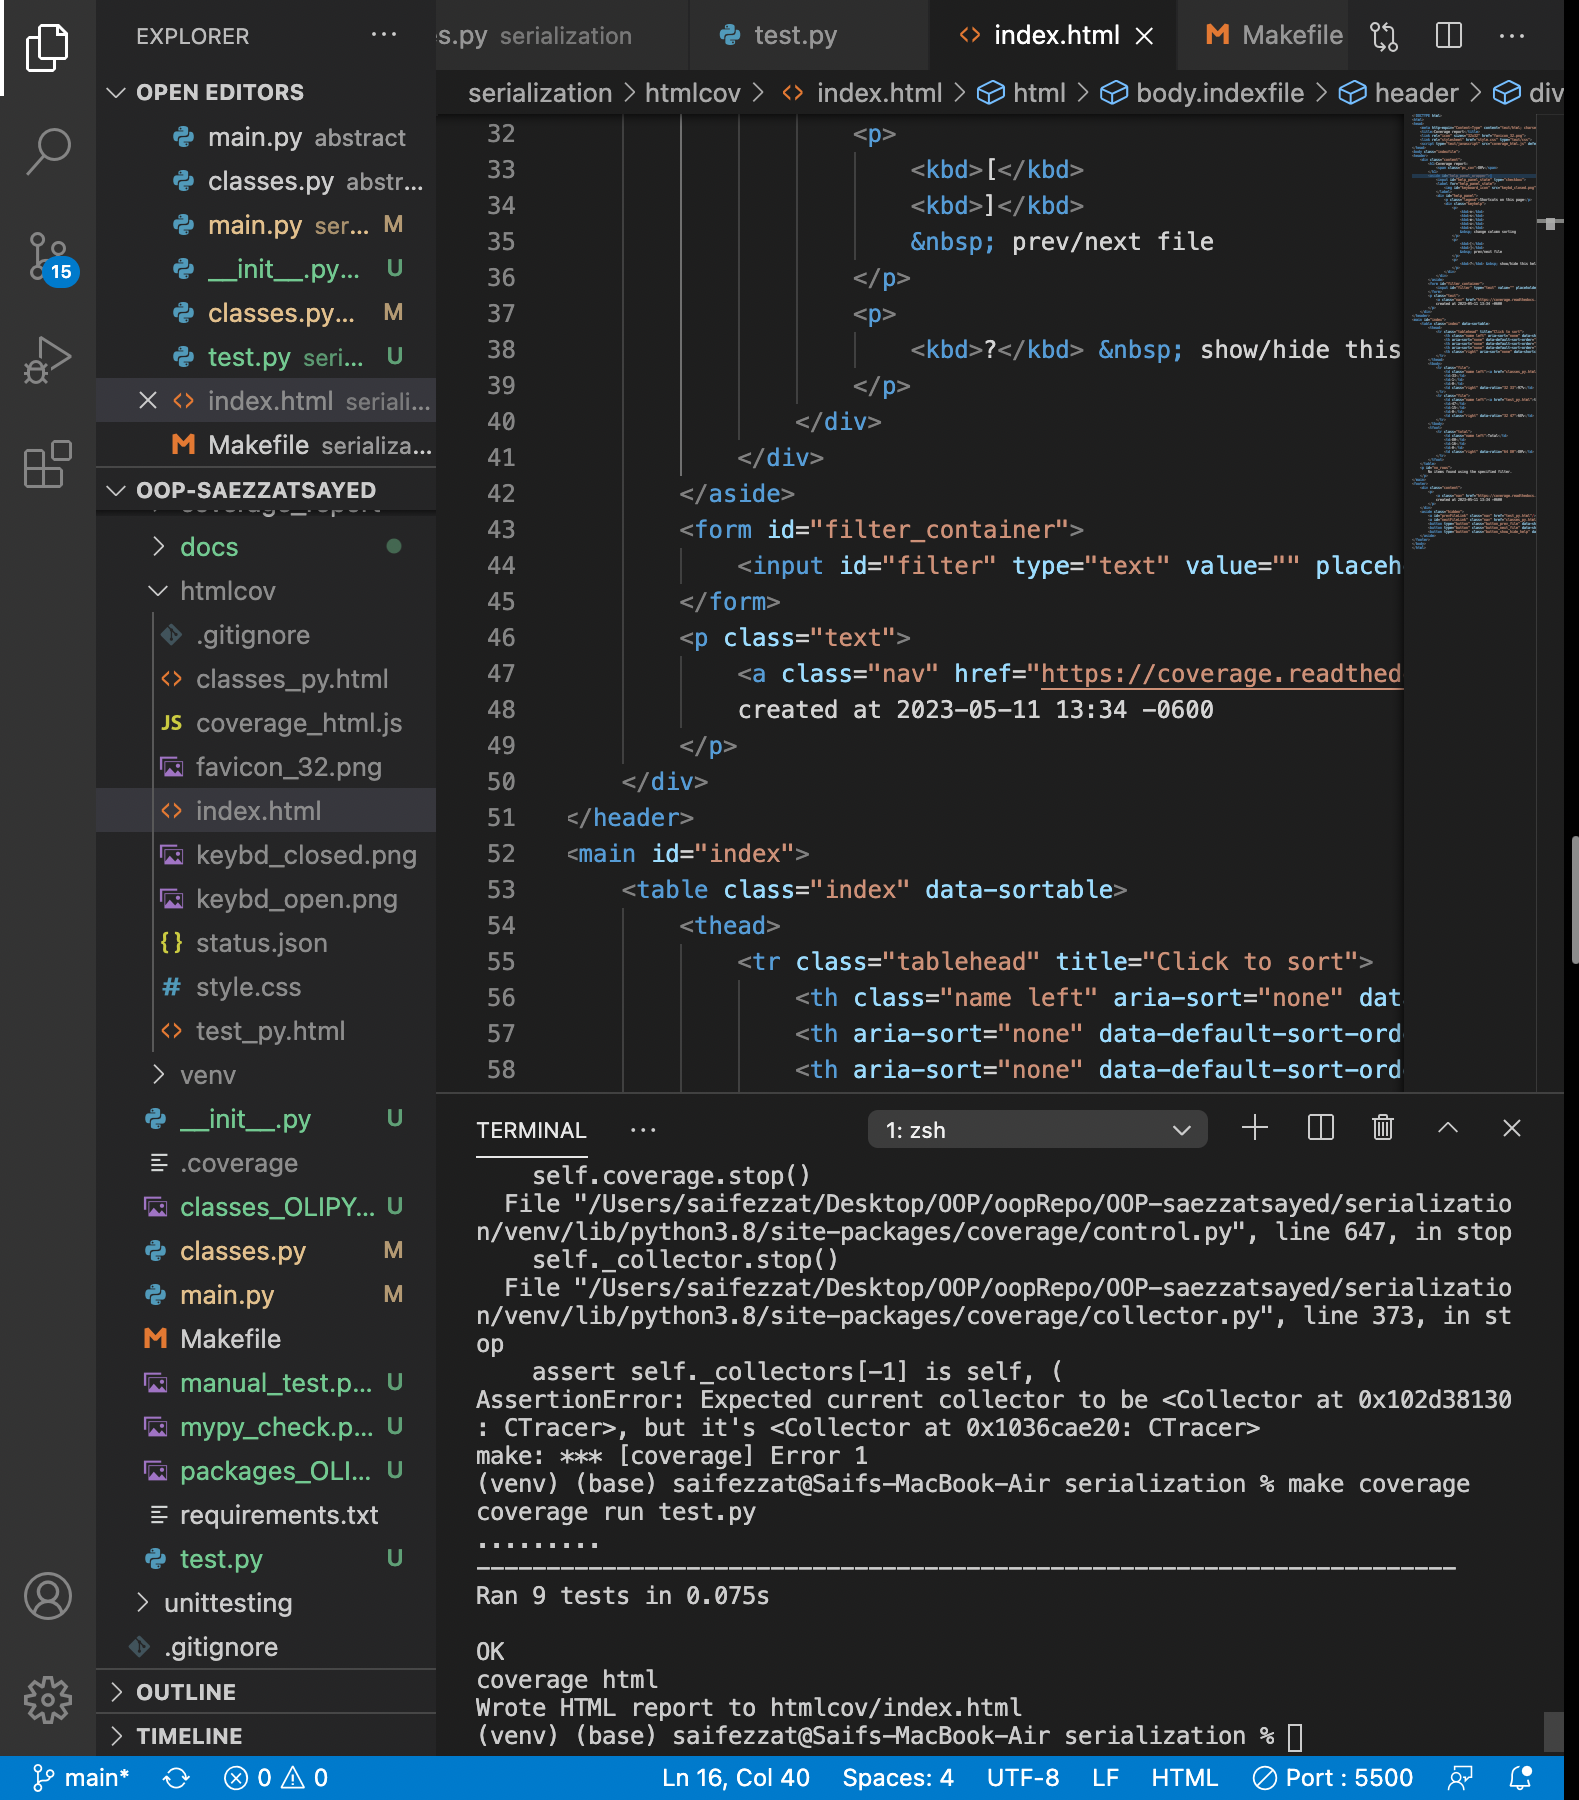 EXPLORER
OPEN EDITORS
main.py abstract
classes.py abstr...
main.py ser... M
__init__.py... U
classes.py... M
test.py seri... U
index.html seriali...
Makefile serializa...
OOP-SAEZZATSAYED
coverage_report
docs
htmlcov
.gitignore
classes_py.html
JS coverage_html.js
favicon_32.png
index.html
keybd_closed.png
keybd_open.png
{} status.json
# style.css
test_py.html
venv
__init__.py U
.coverage
classes_OLIPY... U
classes.py M
main.py M
Makefile
manual_test.p... U
mypy_check.p... U
packages_OLI... U
requirements.txt
test.py U
unittesting
.gitignore
OUTLINE
TIMELINE
15
s.py serialization
test.py
index.html
Makefile
serialization > htmlcov > index.html > html > body.indexfile > header > div
32 <p>
33 <kbd>[</kbd>
34 <kbd>]</kbd>
35 &nbsp; prev/next file
36 </p>
37 <p>
38 <kbd>?</kbd> &nbsp; show/hide this
39 </p>
40 </div>
41 </div>
42 </aside>
43 <form id="filter_container">
44 <input id="filter" type="text" value="" placeh
45 </form>
46 <p class="text">
47 <a class="nav" href="https://coverage.readthed
48 created at 2023-05-11 13:34 -0600
49 </p>
50 </div>
51 </header>
52 <main id="index">
53 <table class="index" data-sortable>
54 <thead>
55 <tr class="tablehead" title="Click to sort">
56 <th class="name left" aria-sort="none" dat
57 <th aria-sort="none" data-default-sort-ord
58 <th aria-sort="none" data-default-sort-ord
TERMINAL
1: zsh
self.coverage.stop()
File "/Users/saifezzat/Desktop/OOP/oopRepo/OOP-saezzatsayed/serializatio
n/venv/lib/python3.8/site-packages/coverage/control.py", line 647, in stop
self._collector.stop()
File "/Users/saifezzat/Desktop/OOP/oopRepo/OOP-saezzatsayed/serializatio
n/venv/lib/python3.8/site-packages/coverage/collector.py", line 373, in st
op
assert self._collectors[-1] is self, (
AssertionError: Expected current collector to be <Collector at 0x102d38130
: CTracer>, but it's <Collector at 0x1036cae20: CTracer>
make: *** [coverage] Error 1
(venv) (base) saifezzat@Saifs-MacBook-Air serialization % make coverage
coverage run test.py
.........
----------------------------------------------------------------------
Ran 9 tests in 0.075s
OK
coverage html
Wrote HTML report to htmlcov/index.html
(venv) (base) saifezzat@Saifs-MacBook-Air serialization %
main* 0 0 Ln 16, Col 40 Spaces: 4 UTF-8 LF HTML Port : 5500